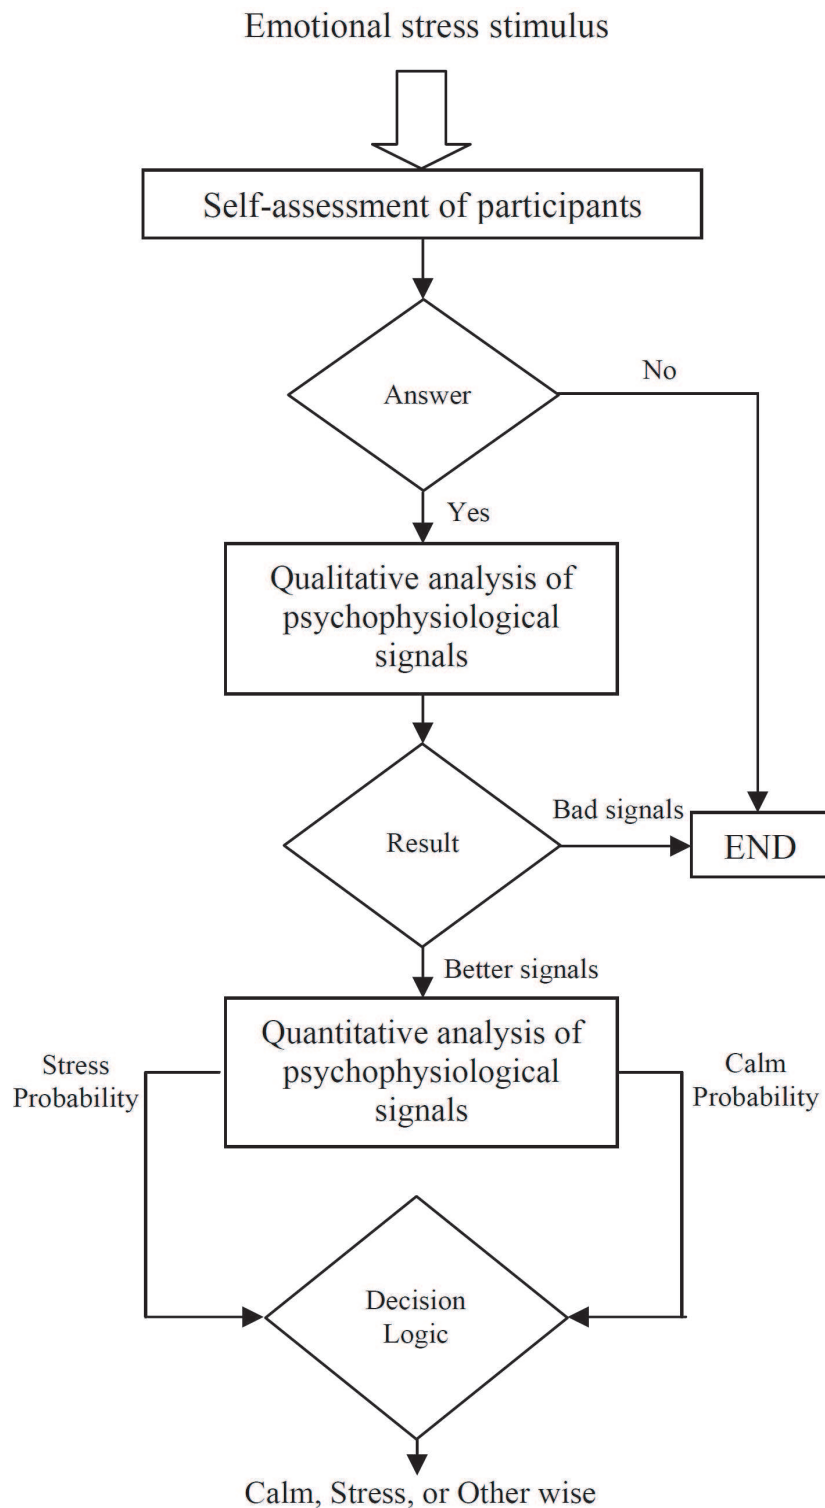 Emotional stress stimulus
Self-assessment of participants
Answer
No
Yes
Qualitative analysis of
psychophysiological
signals
Result
Bad signals
END
Better signals
Quantitative analysis of
psychophysiological
signals
Stress
Probability
Calm
Probability
Decision
Logic
Calm, Stress, or Other wise